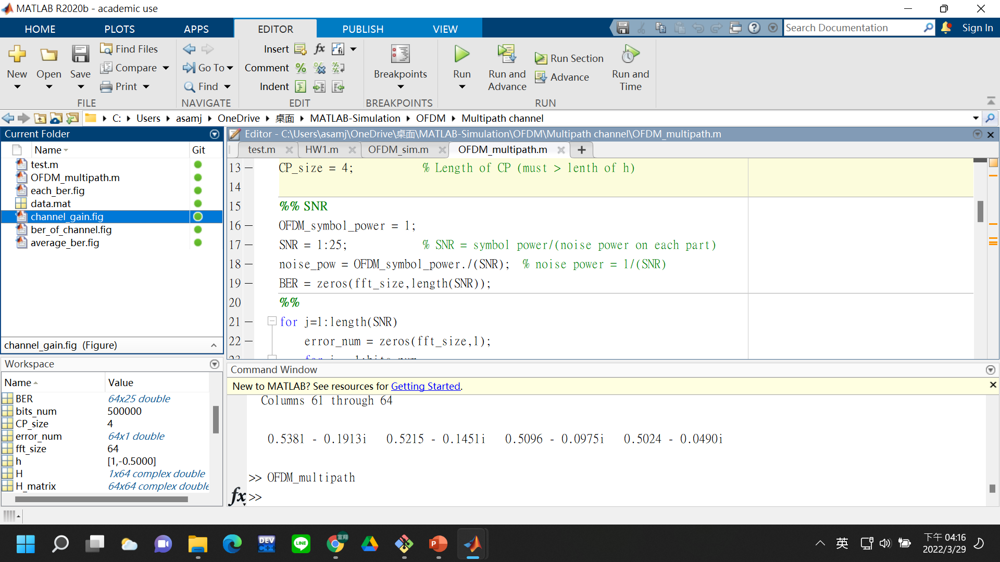 MATLAB R2020b - academic use
HOME PLOTS APPS EDITOR PUBLISH VIEW
Search Documentation
Sign In
New
Open
Save
Find Files
Compare
Print
FILE
Go To
Find
NAVIGATE
Insert
Comment
Indent
EDIT
Breakpoints
BREAKPOINTS
Run
Run and Advance
Run Section
Advance
Run and Time
RUN
C: Users asamj OneDrive 桌面 MATLAB-Simulation OFDM Multipath channel
Current Folder
Name Git
test.m
OFDM_multipath.m
each_ber.fig
data.mat
channel_gain.fig
ber_of_channel.fig
average_ber.fig
channel_gain.fig (Figure)
Workspace
Name Value
BER 64x25 double
bits_num 500000
CP_size 4
error_num 64x1 double
fft_size 64
h [1,-0.5000]
H 1x64 complex double
H_matrix 64x64 complex double
Editor - C:\Users\asamj\OneDrive\桌面\MATLAB-Simulation\OFDM\Multipath channel\OFDM_multipath.m
test.m HW1.m OFDM_sim.m OFDM_multipath.m
13 CP_size = 4; % Length of CP (must > lenth of h)
14
15 %% SNR
16 OFDM_symbol_power = 1;
17 SNR = 1:25; % SNR = symbol power/(noise power on each part)
18 noise_pow = OFDM_symbol_power./(SNR); % noise power = 1/(SNR)
19 BER = zeros(fft_size,length(SNR));
20 %%
21 for j=1:length(SNR)
22 error_num = zeros(fft_size,1);
Command Window
New to MATLAB? See resources for Getting Started.
Columns 61 through 64
0.5381 - 0.1913i 0.5215 - 0.1451i 0.5096 - 0.0975i 0.5024 - 0.0490i
>> OFDM_multipath
fx >>
DEV C++
LINE
宣翔
P
英
下午 04:16
2022/3/29